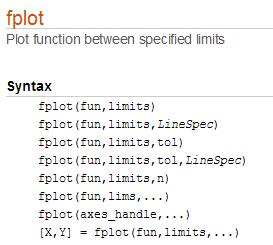 fplot
Plot function between specified limits
Syntax
fplot(fun,limits)
fplot(fun,limits,LineSpec)
fplot(fun,limits,tol)
fplot(fun,limits,tol,LineSpec)
fplot(fun,limits,n)
fplot(fun,lims,...)
fplot(axes_handle,...)
[X,Y] = fplot(fun,limits,...)